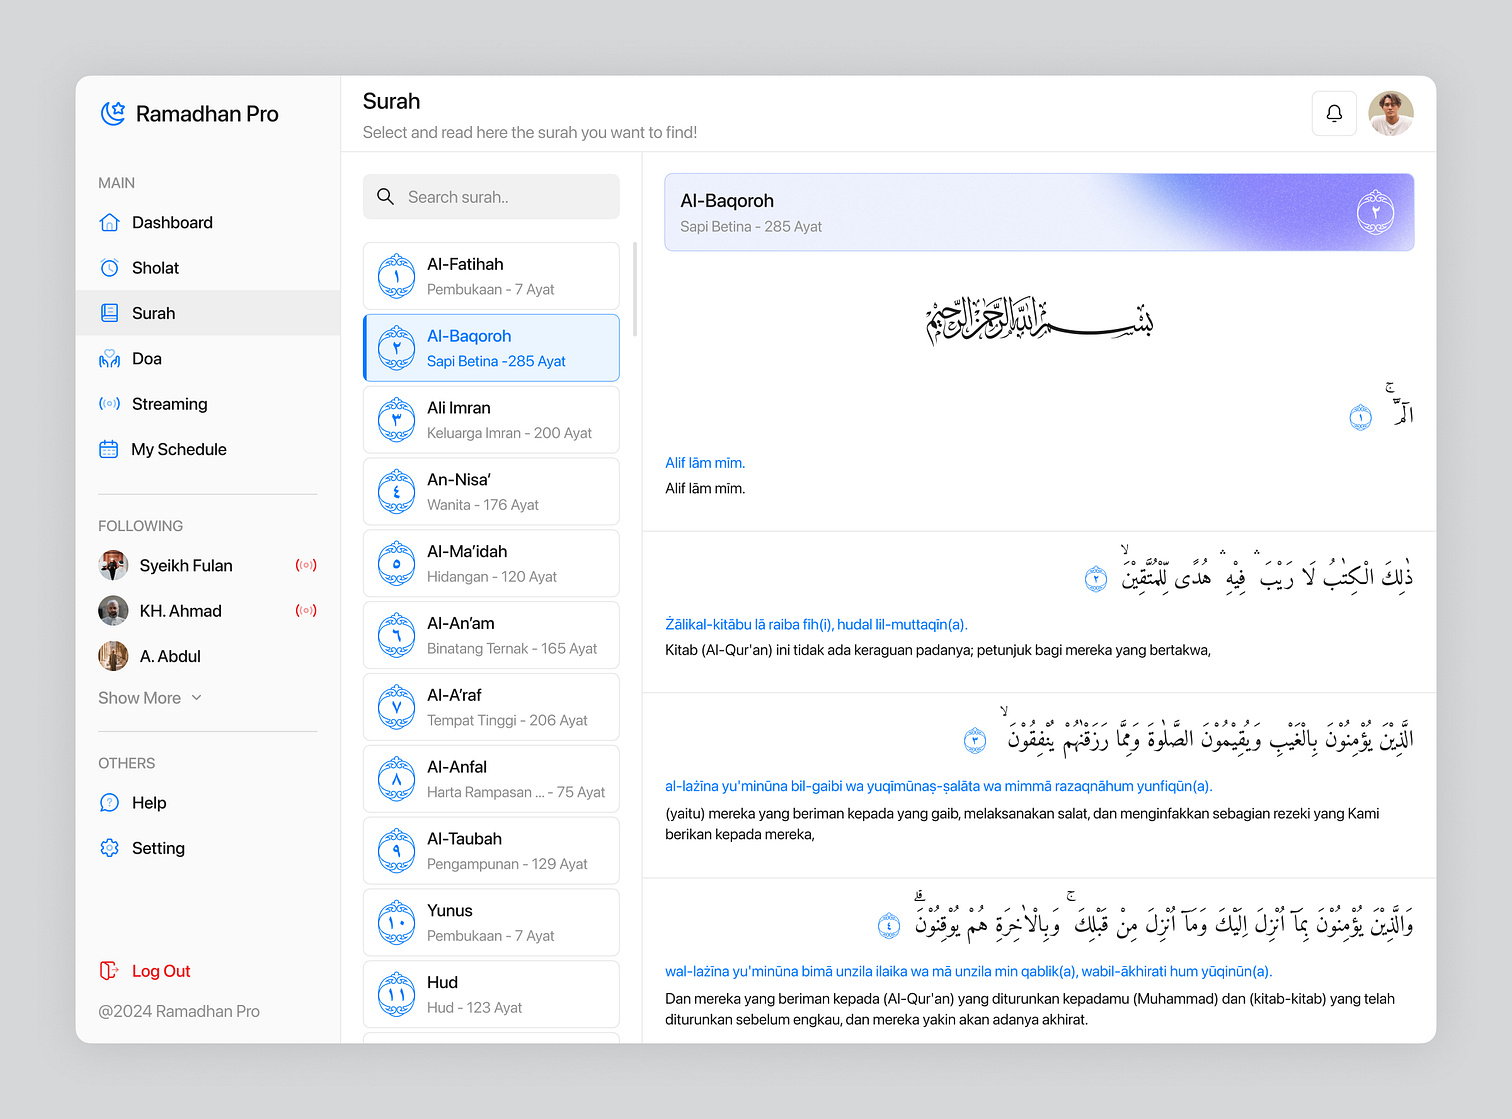 Ramadhan Pro
MAIN
Dashboard
Sholat
Surah
Doa
Streaming
My Schedule
FOLLOWING
Syeikh Fulan
KH. Ahmad
A. Abdul
Show More
OTHERS
Help
Setting
Log Out
@2024 Ramadhan Pro
Surah
Select and read here the surah you want to find!
Search surah..
١
Al-Fatihah
Pembukaan - 7 Ayat
٢
Al-Baqoroh
Sapi Betina -285 Ayat
٣
Ali Imran
Keluarga Imran - 200 Ayat
٤
An-Nisa’
Wanita - 176 Ayat
٥
Al-Ma’idah
Hidangan - 120 Ayat
٦
Al-An’am
Binatang Ternak - 165 Ayat
٧
Al-A’raf
Tempat Tinggi - 206 Ayat
٨
Al-Anfal
Harta Rampasan ... - 75 Ayat
٩
Al-Taubah
Pengampunan - 129 Ayat
١٠
Yunus
Pembukaan - 7 Ayat
١١
Hud
Hud - 123 Ayat
Al-Baqoroh
Sapi Betina - 285 Ayat
٢
بِسْمِ اللَّهِ الرَّحْمَٰنِ الرَّحِيمِ
الۤمّۤ ۚ ١
Alif lām mīm.
Alif lām mīm.
ذٰلِكَ الْكِتٰبُ لَا رَيْبَ ۛ فِيْهِ ۛ هُدًى لِّلْمُتَّقِيْنَۙ ٢
Żālikal-kitābu lā raiba fīh(i), hudal lil-muttaqīn(a).
Kitab (Al-Qur'an) ini tidak ada keraguan padanya; petunjuk bagi mereka yang bertakwa,
الَّذِيْنَ يُؤْمِنُوْنَ بِالْغَيْبِ وَيُقِيْمُوْنَ الصَّلٰوةَ وَمِمَّا رَزَقْنٰهُمْ يُنْفِقُوْنَ ۙ ٣
al-lażīna yu'minūna bil-gaibi wa yuqīmūnaṣ-ṣalāta wa mimmā razaqnāhum yunfiqūn(a).
(yaitu) mereka yang beriman kepada yang gaib, melaksanakan salat, dan menginfakkan sebagian rezeki yang Kami
berikan kepada mereka,
وَالَّذِيْنَ يُؤْمِنُوْنَ بِمَآ اُنْزِلَ اِلَيْكَ وَمَآ اُنْزِلَ مِنْ قَبْلِكَ ۚ وَبِالْاٰخِرَةِ هُمْ يُوْقِنُوْنَۗ ٤
wal-lażīna yu'minūna bimā unzila ilaika wa mā unzila min qablik(a), wabil-ākhirati hum yūqinūn(a).
Dan mereka yang beriman kepada (Al-Qur'an) yang diturunkan kepadamu (Muhammad) dan (kitab-kitab) yang telah
diturunkan sebelum engkau, dan mereka yakin akan adanya akhirat.